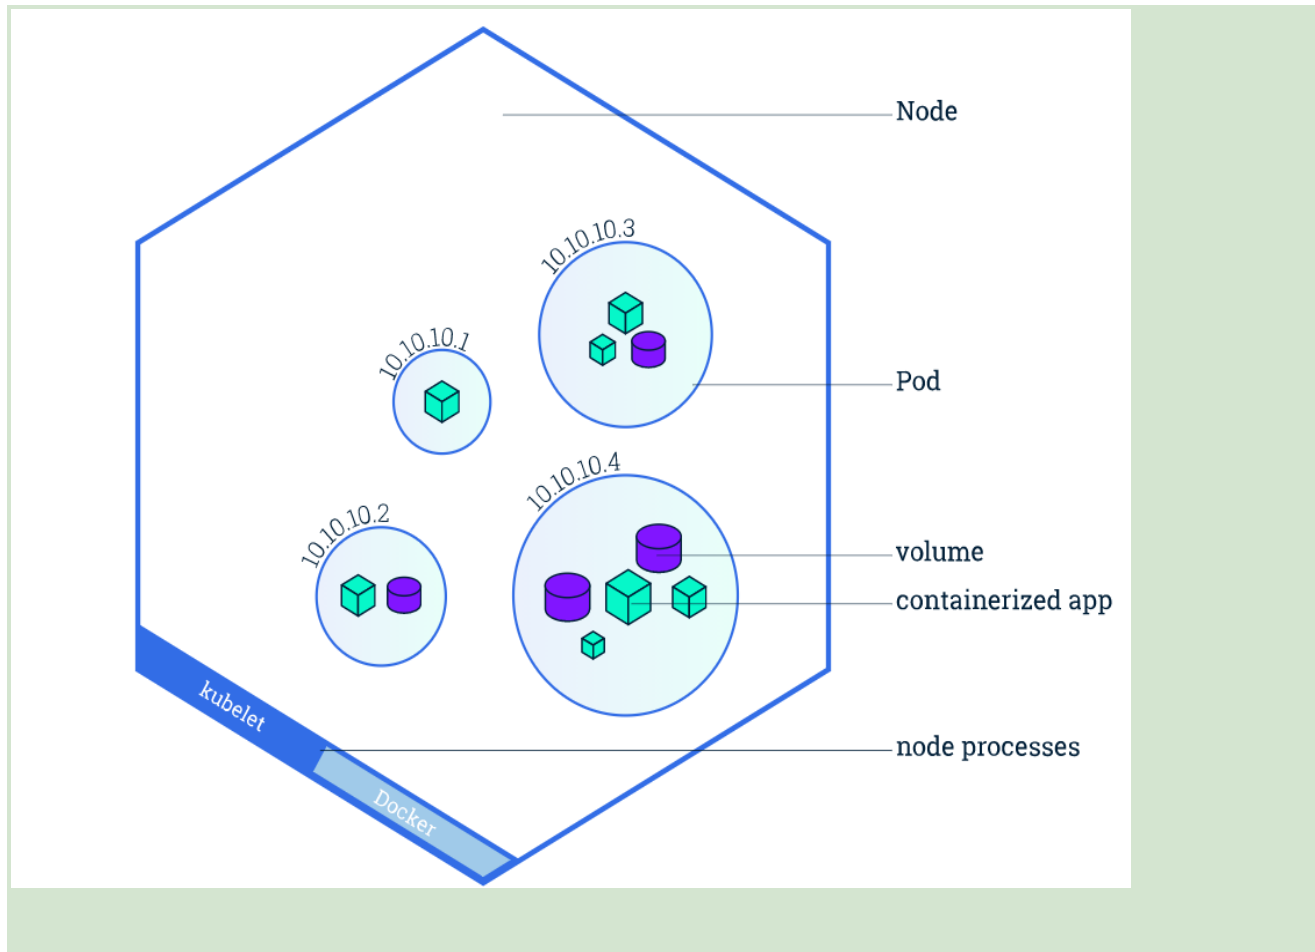 Node
10.10.10.3
10.10.10.1
Pod
10.10.10.4
10.10.10.2
volume
containerized app
kubelet
node processes
Docker